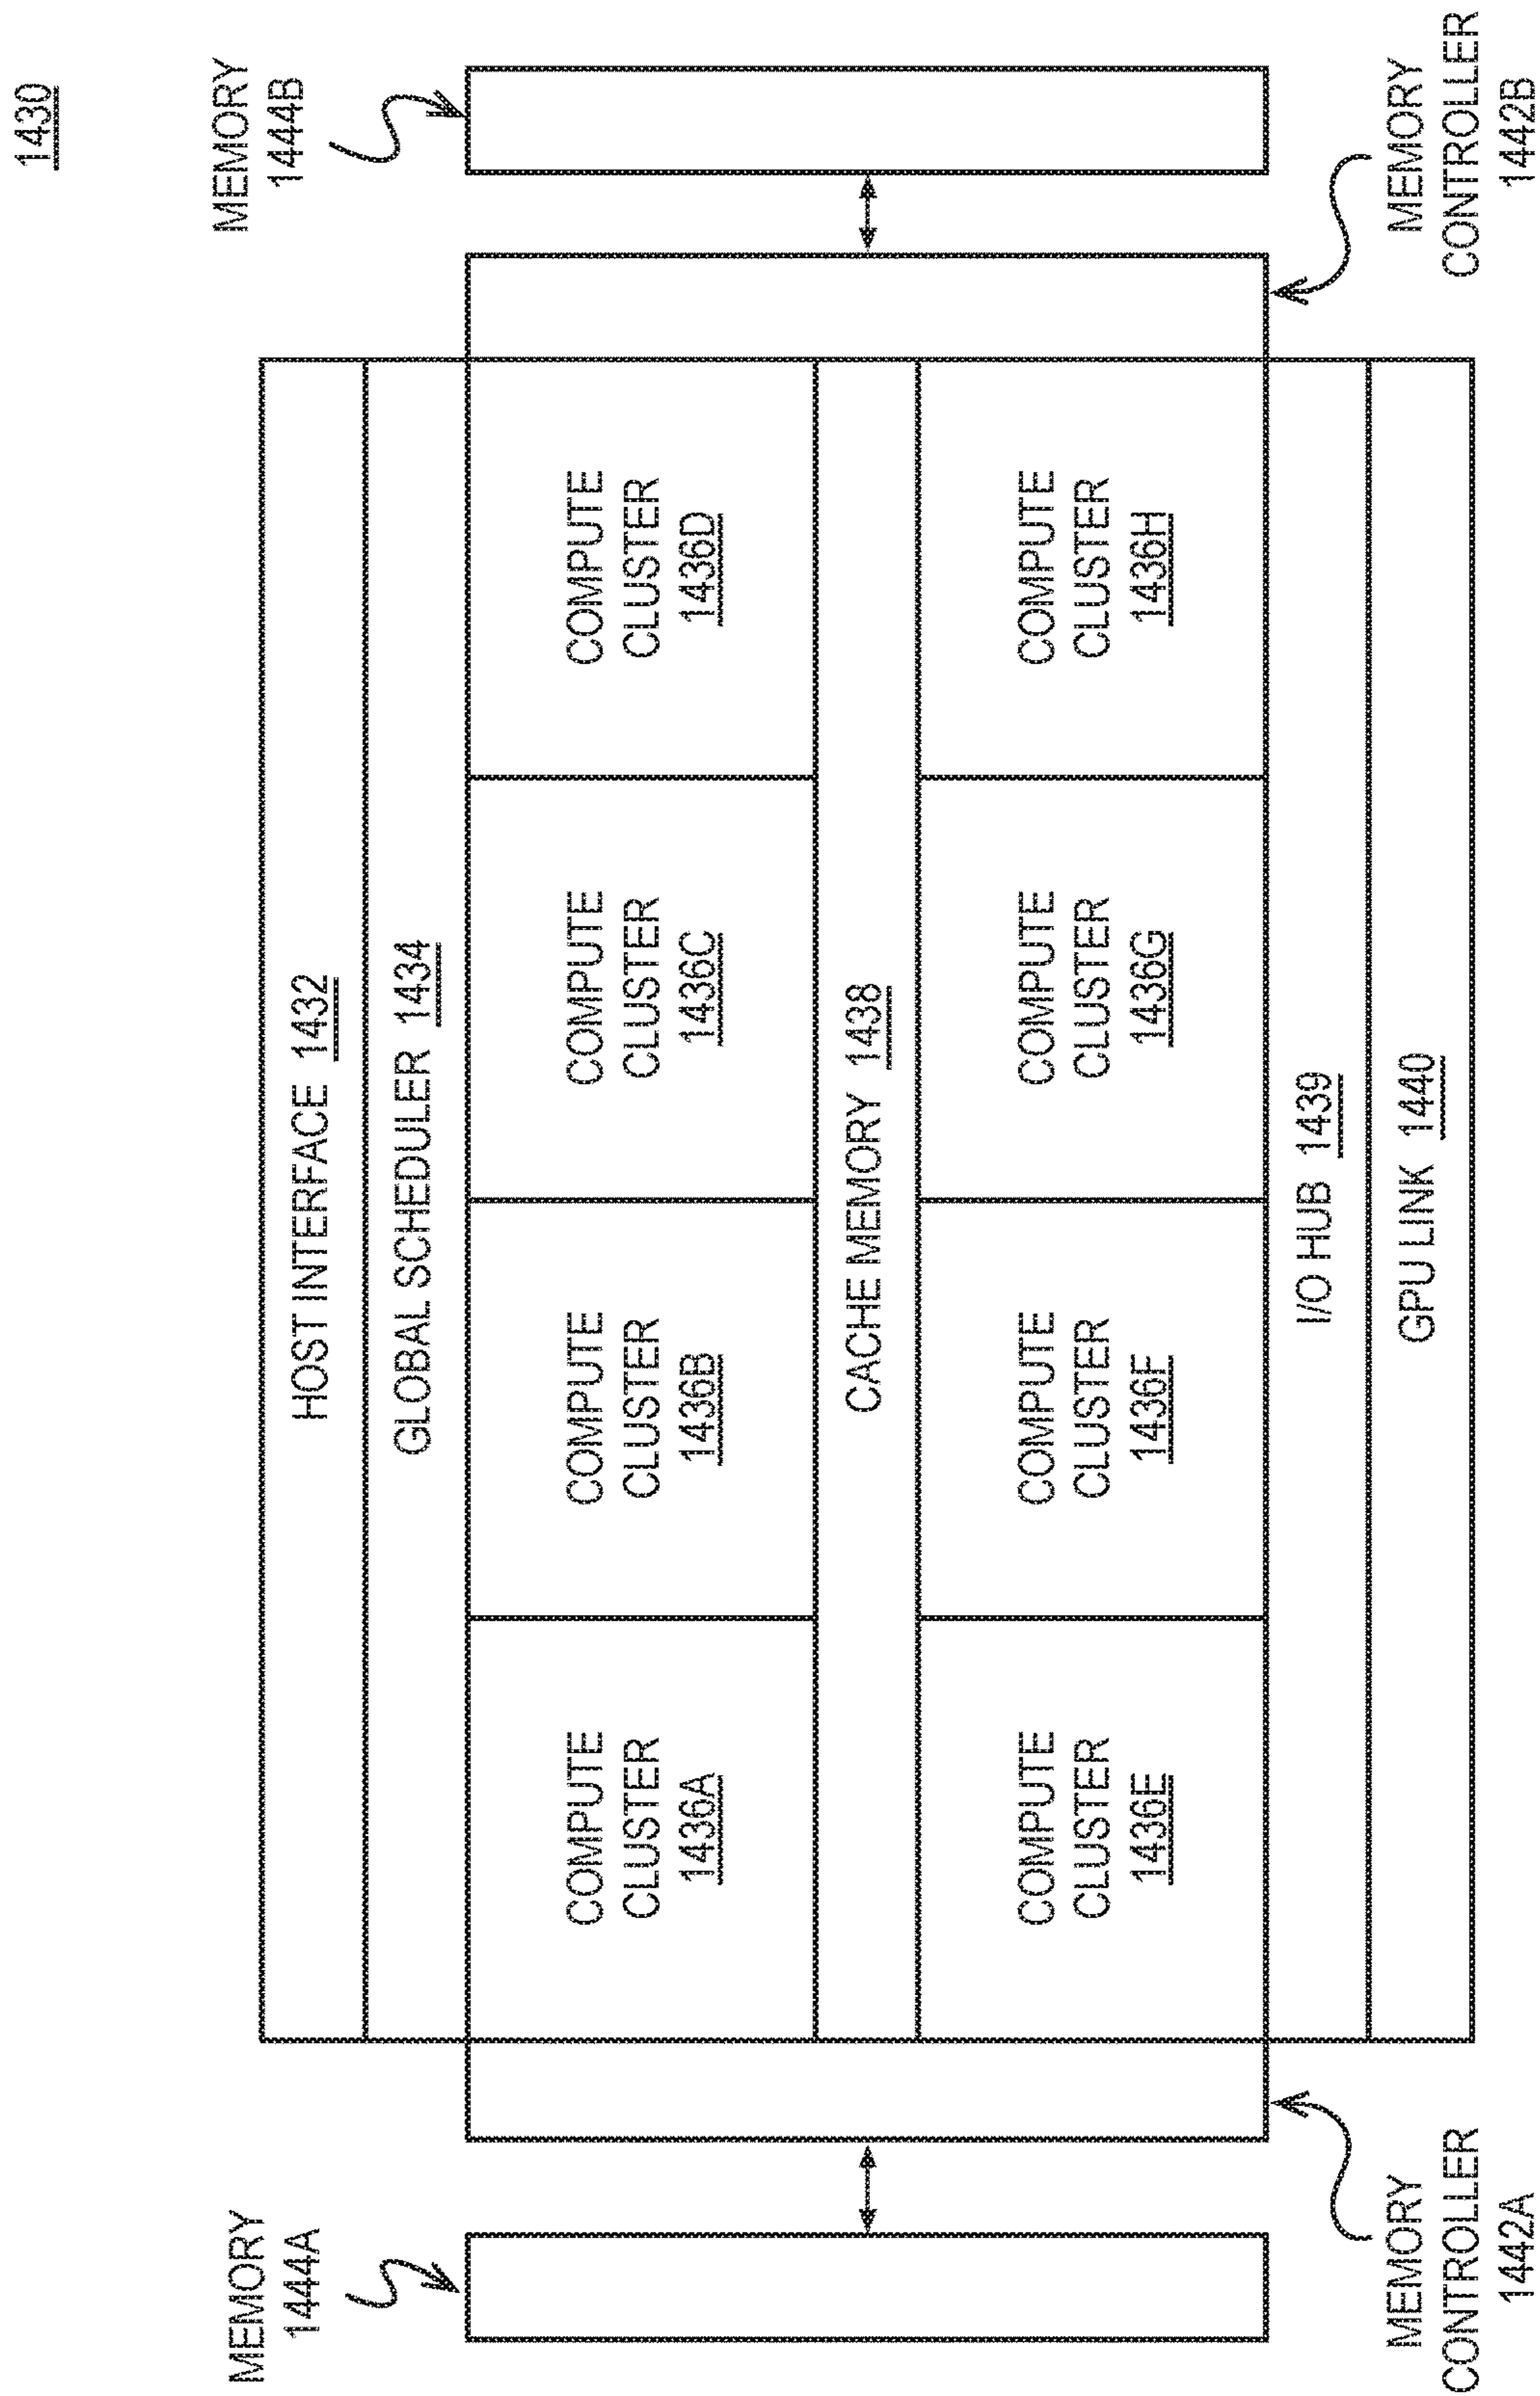 1430
MEMORY
1444A
MEMORY
1444B
HOST INTERFACE 1432
GLOBAL SCHEDULER 1434
COMPUTE
CLUSTER
1436A
COMPUTE
CLUSTER
1436B
COMPUTE
CLUSTER
1436C
COMPUTE
CLUSTER
1436D
CACHE MEMORY 1438
COMPUTE
CLUSTER
1436E
COMPUTE
CLUSTER
1436F
COMPUTE
CLUSTER
1436G
COMPUTE
CLUSTER
1436H
I/O HUB 1439
GPU LINK 1440
MEMORY
CONTROLLER
1442A
MEMORY
CONTROLLER
1442B